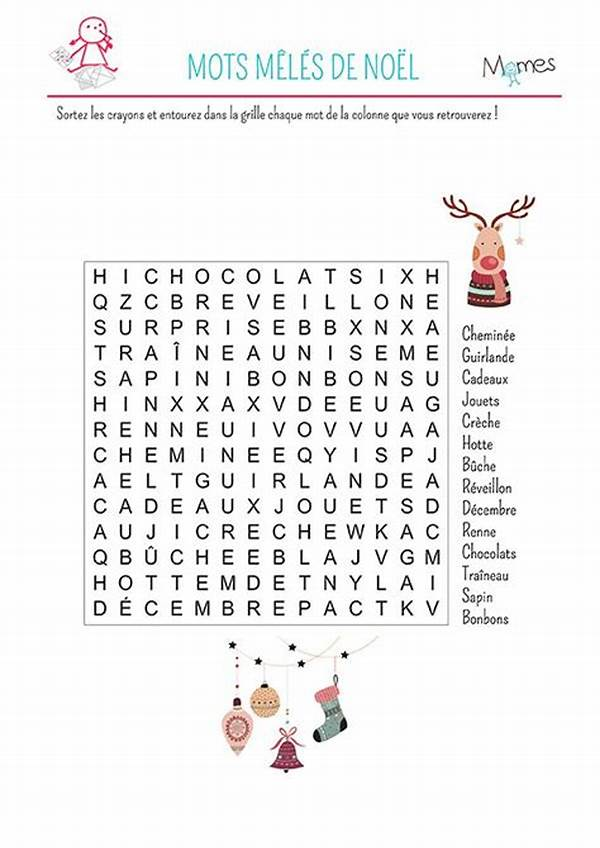 MOTS MÊLÉS DE NOËL
Momes
Sortez les crayons et entourez dans la grille chaque mot de la colonne que vous retrouverez !
H I C H O C O L A T S I X H
Q Z C B R E V E I L L O N E
S U R P R I S E B B X N X A
T R A Î N E A U N I S E M E
S A P I N I B O N B O N S U
H I N X X A X V D E E U A G
R E N N E U I V O V V U A A
C H E M I N E E Q Y I S P J
A E L T G U I R L A N D E A
C A D E A U X J O U E T S D
A U J I C R E C H E W K A C
Q B Û C H E E B L A J V G M
H O T T E M D E T N Y L A I
D É C E M B R E P A C T K V
Cheminée
Guirlande
Cadeaux
Jouets
Crèche
Hotte
Bûche
Réveillon
Décembre
Renne
Chocolats
Traîneau
Sapin
Bonbons